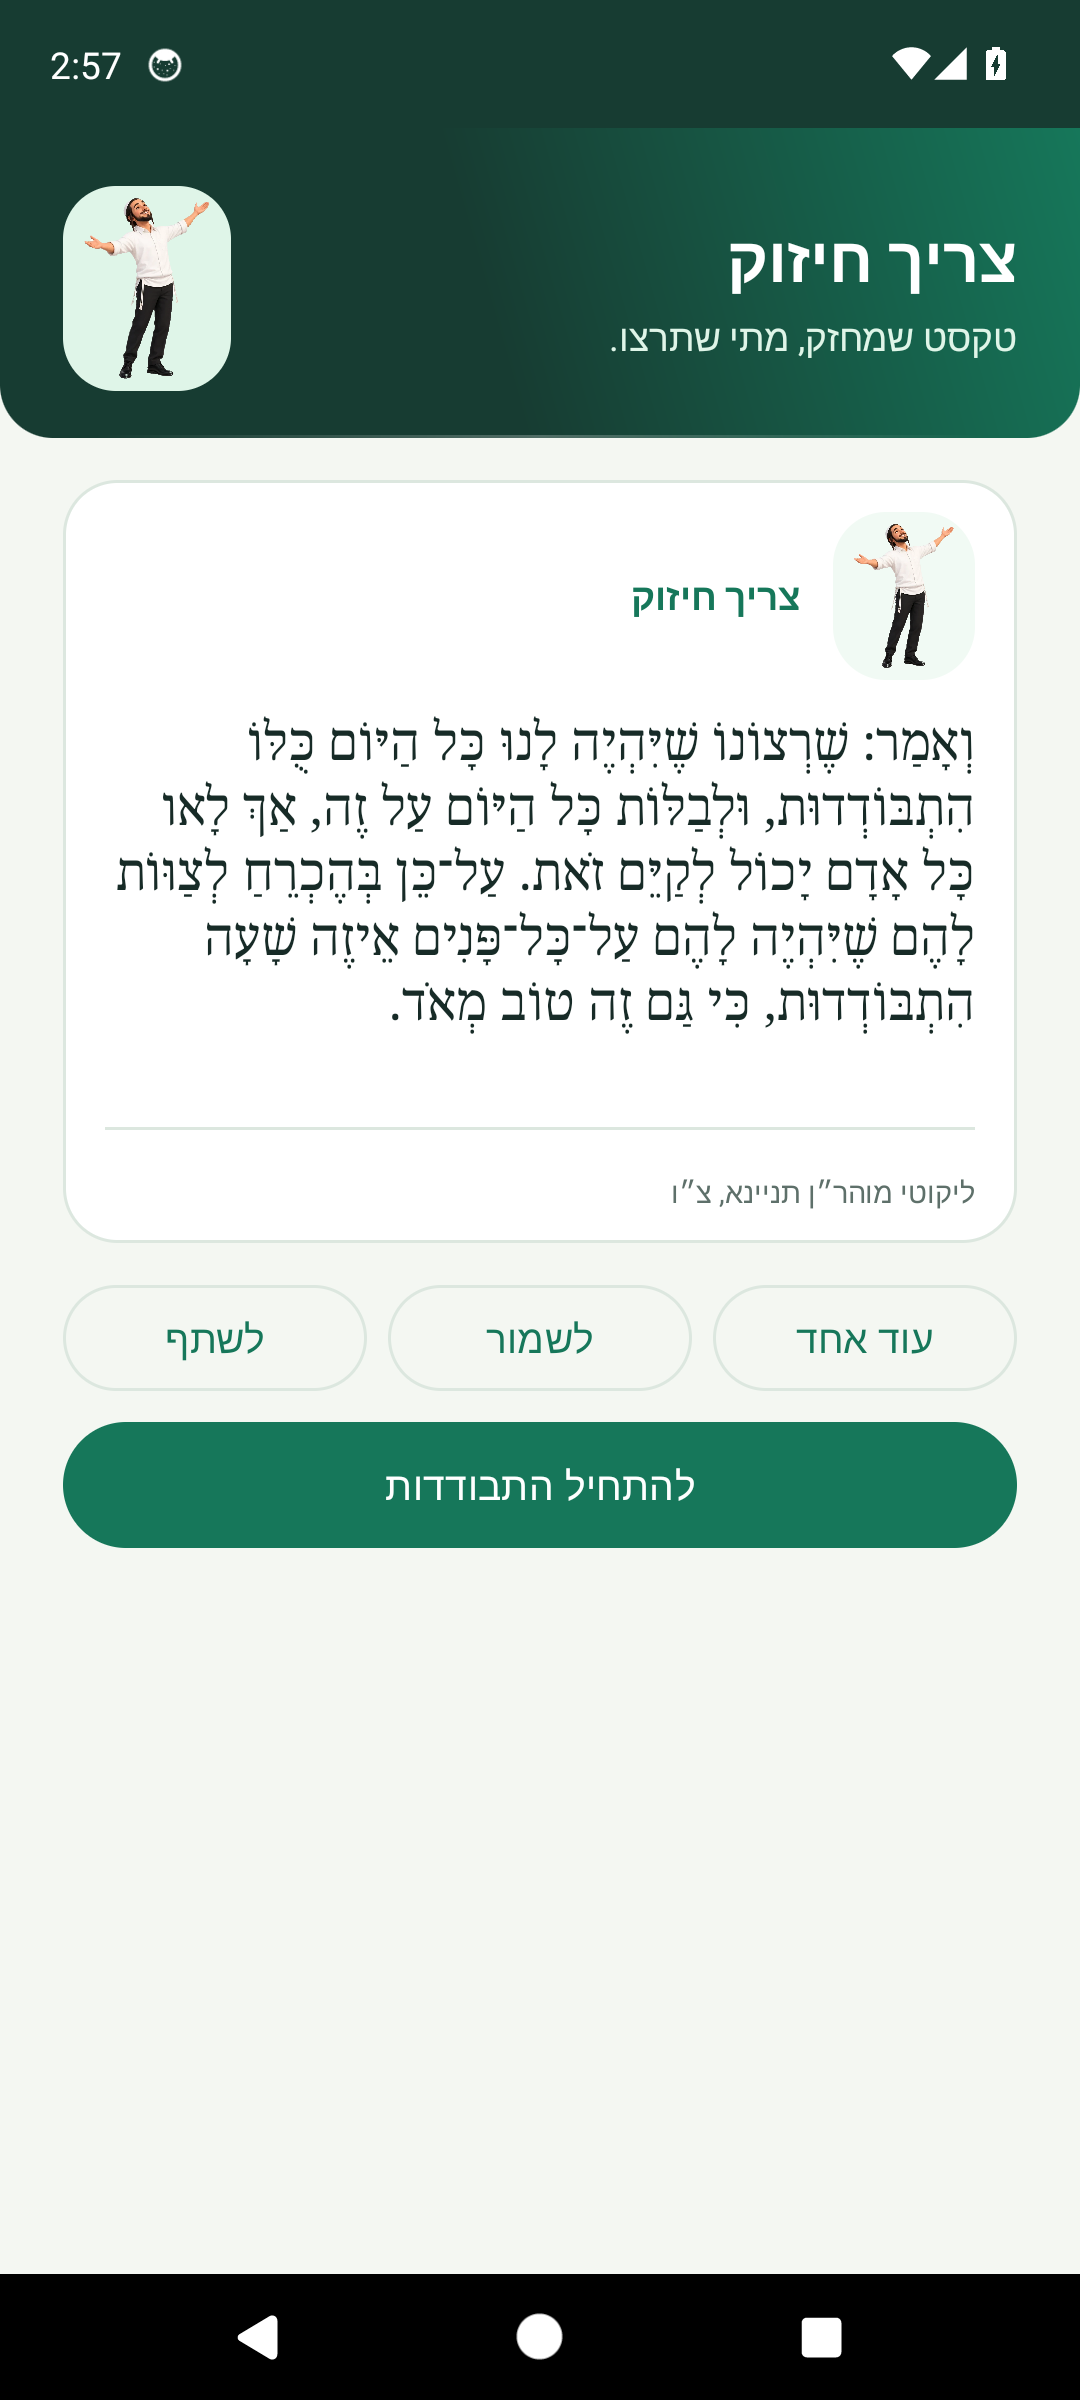 2:57
צריך חיזוק
טקסט שמחזק, מתי שתרצו.
צריך חיזוק
וְאָמַר: שֶׁרְצוֹנוֹ שֶׁיִּהְיֶה לָנוּ כָּל הַיּוֹם כֻּלּוֹ
הִתְבּוֹדְדוּת, וּלְבַלּוֹת כָּל הַיּוֹם עַל זֶה, אַךְ לָאו
כָּל אָדָם יָכוֹל לְקַיֵּם זֹאת. עַל־כֵּן בְּהֶכְרֵחַ לְצַוּוֹת
לָהֶם שֶׁיִּהְיֶה לָהֶם עַל־כָּל־פָּנִים אֵיזֶה שָׁעָה
הִתְבּוֹדְדוּת, כִּי גַּם זֶה טוֹב מְאֹד.
ליקוטי מוהר״ן תניינא, צ״ו
עוד אחד
לשמור
לשתף
להתחיל התבודדות